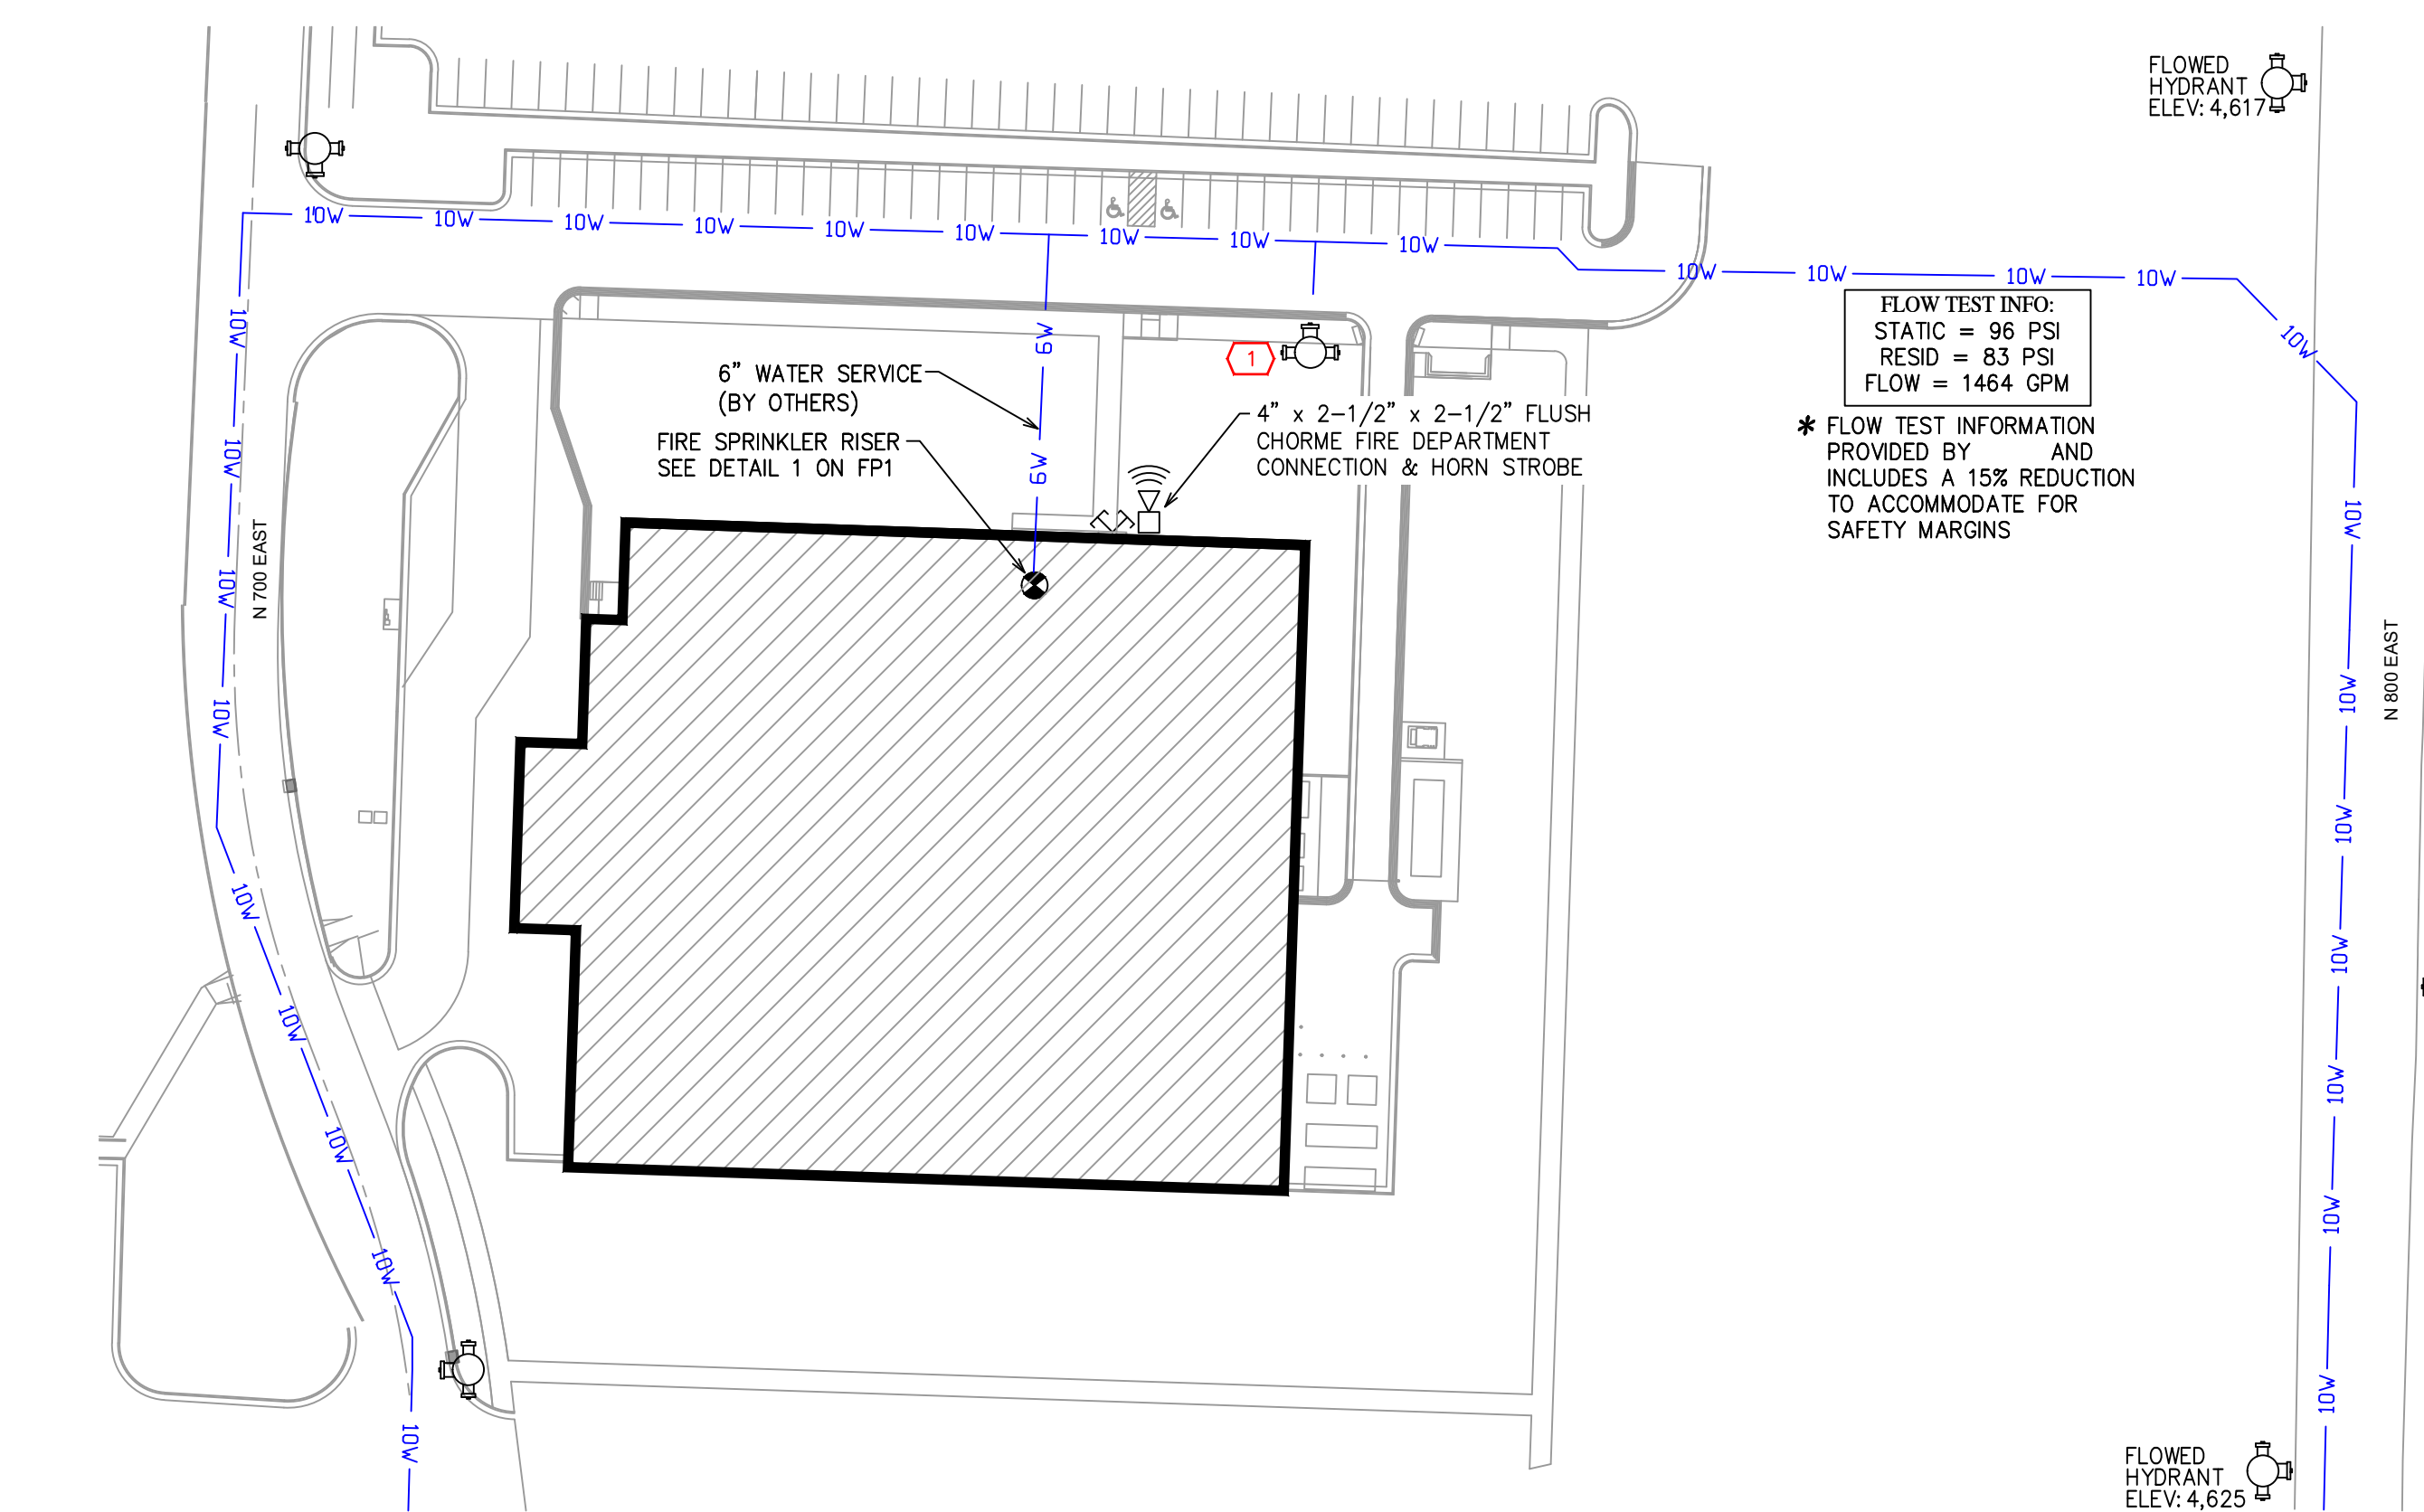 FLOWED
HYDRANT
ELEV: 4,617
10W 10W 10W 10W 10W 10W 10W 10W 10W 10W 10W 10W 10W
10W
10W
10W
10W
10W
10W
10W
10W
10W
10W
N 700 EAST
6W
6W
6” WATER SERVICE
(BY OTHERS)
FIRE SPRINKLER RISER
SEE DETAIL 1 ON FP1
1
4” x 2-1/2” x 2-1/2” FLUSH
CHORME FIRE DEPARTMENT
CONNECTION & HORN STROBE
FLOW TEST INFO:
STATIC = 96 PSI
RESID = 83 PSI
FLOW = 1464 GPM
* FLOW TEST INFORMATION
PROVIDED BY AND
INCLUDES A 15% REDUCTION
TO ACCOMMODATE FOR
SAFETY MARGINS
10W
10W
10W
10W
10W
10W
10W
10W
N 800 EAST
FLOWED
HYDRANT
ELEV: 4,625